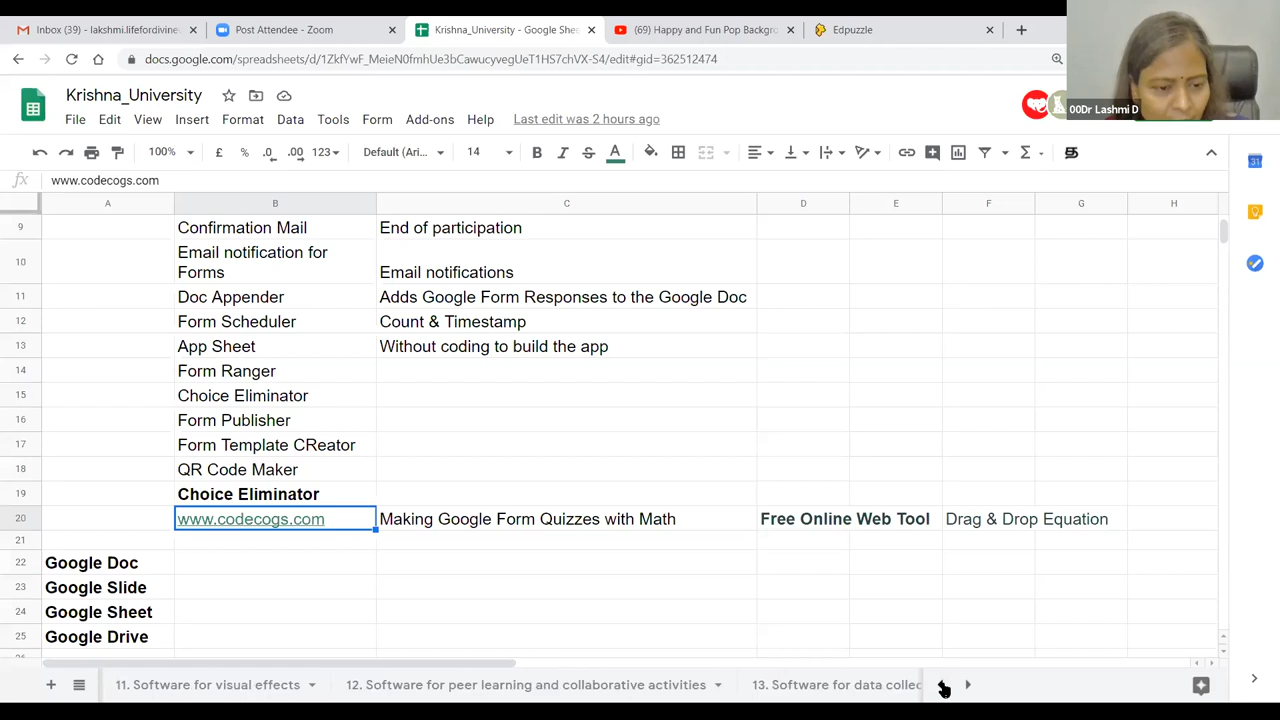 Inbox (39) - lakshmi.lifefordivine
Post Attendee - Zoom
Krishna_University - Google Shee
(69) Happy and Fun Pop Backgro
Edpuzzle
docs.google.com/spreadsheets/d/1ZkfYwF_MeieN0fmhUe3bCawucyvegUeT1HS7chVX-S4/edit#gid=362512474
00Dr Lashmi D
Krishna_University
File Edit View Insert Format Data Tools Form Add-ons Help Last edit was 2 hours ago
100% £ % .0 .00 123 Default (Ari... 14 B I S A
fx www.codecogs.com
A B C D E F G H
9 Confirmation Mail End of participation
Email notification for
10 Forms Email notifications
11 Doc Appender Adds Google Form Responses to the Google Doc
12 Form Scheduler Count & Timestamp
13 App Sheet Without coding to build the app
14 Form Ranger
15 Choice Eliminator
16 Form Publisher
17 Form Template CReator
18 QR Code Maker
19 Choice Eliminator
20 www.codecogs.com Making Google Form Quizzes with Math Free Online Web Tool Drag & Drop Equation
21
22 Google Doc
23 Google Slide
24 Google Sheet
25 Google Drive
11. Software for visual effects 12. Software for peer learning and collaborative activities 13. Software for data collec